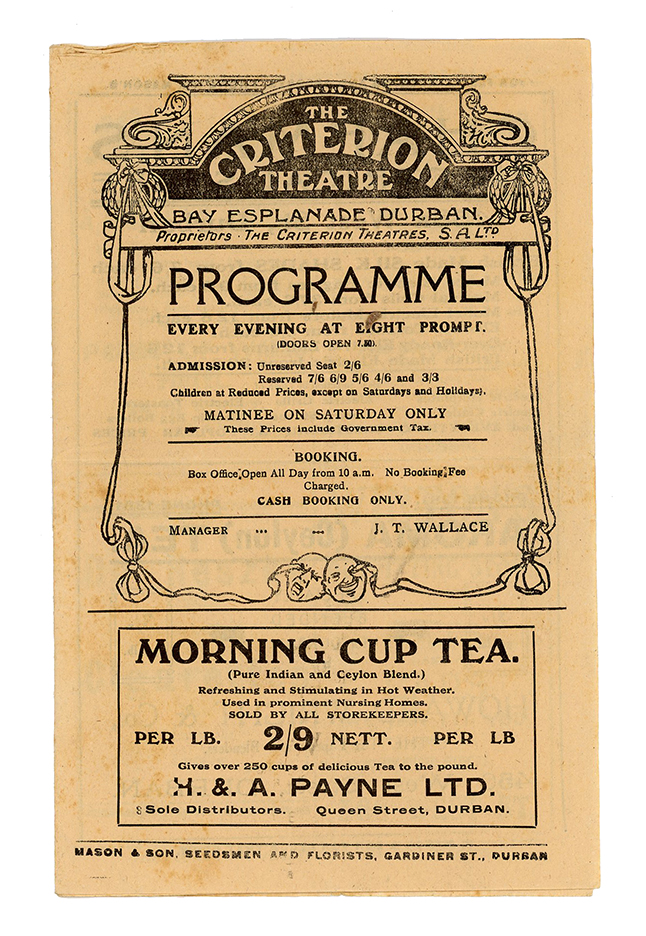 THE
CRITERION
THEATRE
BAY ESPLANADE DURBAN.
Proprietors · THE CRITERION THEATRES, S.A. LTD
PROGRAMME
EVERY EVENING AT EIGHT PROMPT.
(DOORS OPEN 7.30).
ADMISSION: Unreserved Seat 2/6
Reserved 7/6 6/9 5/6 4/6 and 3/3
Children at Reduced Prices, except on Saturdays and Holidays).
MATINEE ON SATURDAY ONLY
These Prices include Government Tax.
BOOKING.
Box Office Open All Day from 10 a.m. No Booking Fee
Charged.
CASH BOOKING ONLY.
MANAGER ... ... J. T. WALLACE
MORNING CUP TEA.
(Pure Indian and Ceylon Blend.)
Refreshing and Stimulating in Hot Weather.
Used in prominent Nursing Homes.
SOLD BY ALL STOREKEEPERS.
PER LB. 2/9 NETT. PER LB
Gives over 250 cups of delicious Tea to the pound.
H. & A. PAYNE LTD.
Sole Distributors. Queen Street, DURBAN.
MASON & SON, SEEDSMEN AND FLORISTS, GARDINER ST., DURBAN